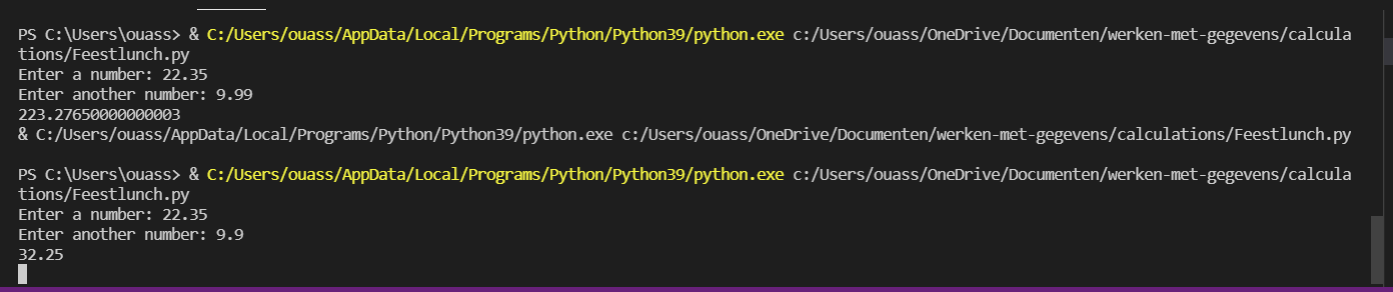 PS C:\Users\ouass> & C:/Users/ouass/AppData/Local/Programs/Python/Python39/python.exe c:/Users/ouass/OneDrive/Documenten/werken-met-gegevens/calcula
tions/Feestlunch.py
Enter a number: 22.35
Enter another number: 9.99
223.27650000000003
& C:/Users/ouass/AppData/Local/Programs/Python/Python39/python.exe c:/Users/ouass/OneDrive/Documenten/werken-met-gegevens/calculations/Feestlunch.py
PS C:\Users\ouass> & C:/Users/ouass/AppData/Local/Programs/Python/Python39/python.exe c:/Users/ouass/OneDrive/Documenten/werken-met-gegevens/calcula
tions/Feestlunch.py
Enter a number: 22.35
Enter another number: 9.9
32.25